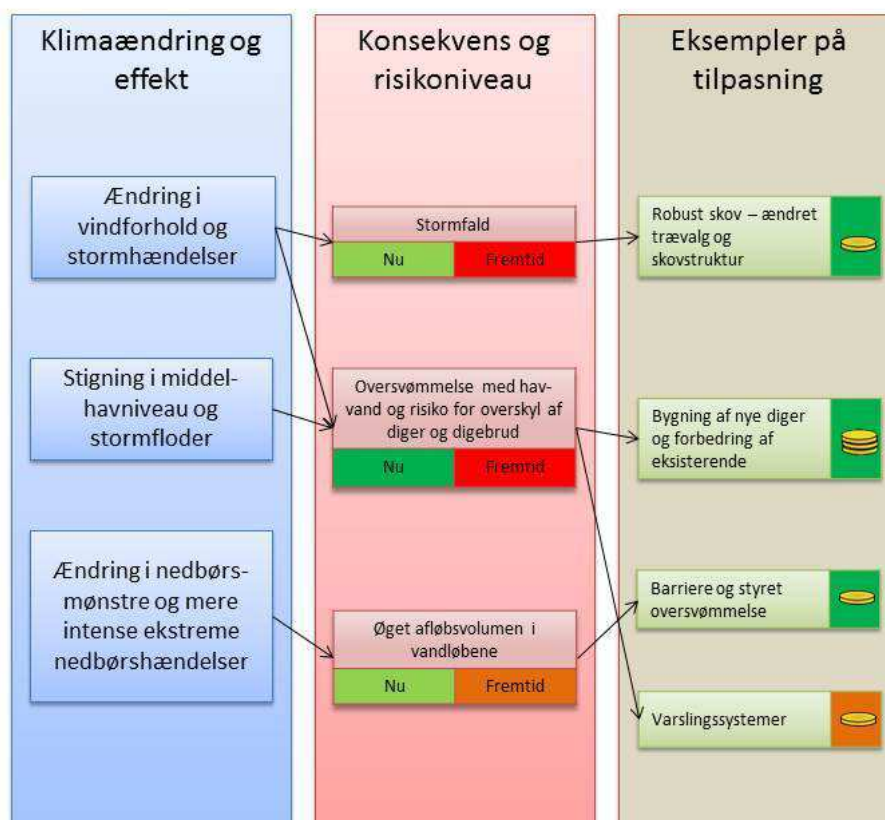 Klimaændring og
effekt
Ændring i
vindforhold og
stormhændelser
Stigning i middel-
havniveau og
stormfloder
Ændring i nedbørs-
mønstre og mere
intense ekstreme
nedbørshændelser
Konsekvens og
risikoniveau
Stormfald
Nu Fremtid
Oversvømmelse med hav-
vand og risiko for overskyl af
diger og digebrud
Nu Fremtid
Øget afløbsvolumen i
vandløbene
Nu Fremtid
Eksempler på
tilpasning
Robust skov – ændret
trævalg og
skovstruktur
Bygning af nye diger
og forbedring af
eksisterende
Barriere og styret
oversvømmelse
Varslingssystemer